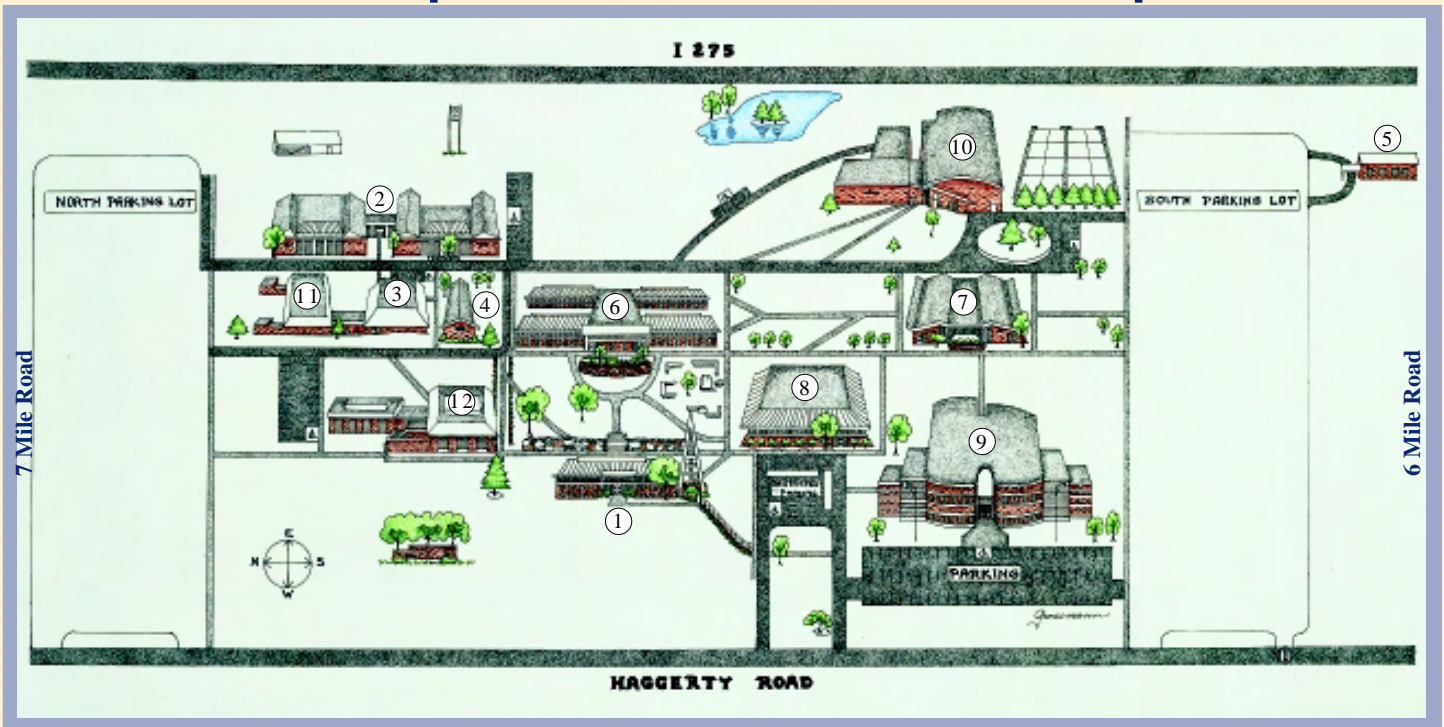 I 275
5
10
NORTH PARKING LOT
2
SOUTH PARKING LOT
11
3
4
6
7
7 Mile Road
6 Mile Road
8
12
9
1
E
N S
W
PARKING
HAGGERTY ROAD